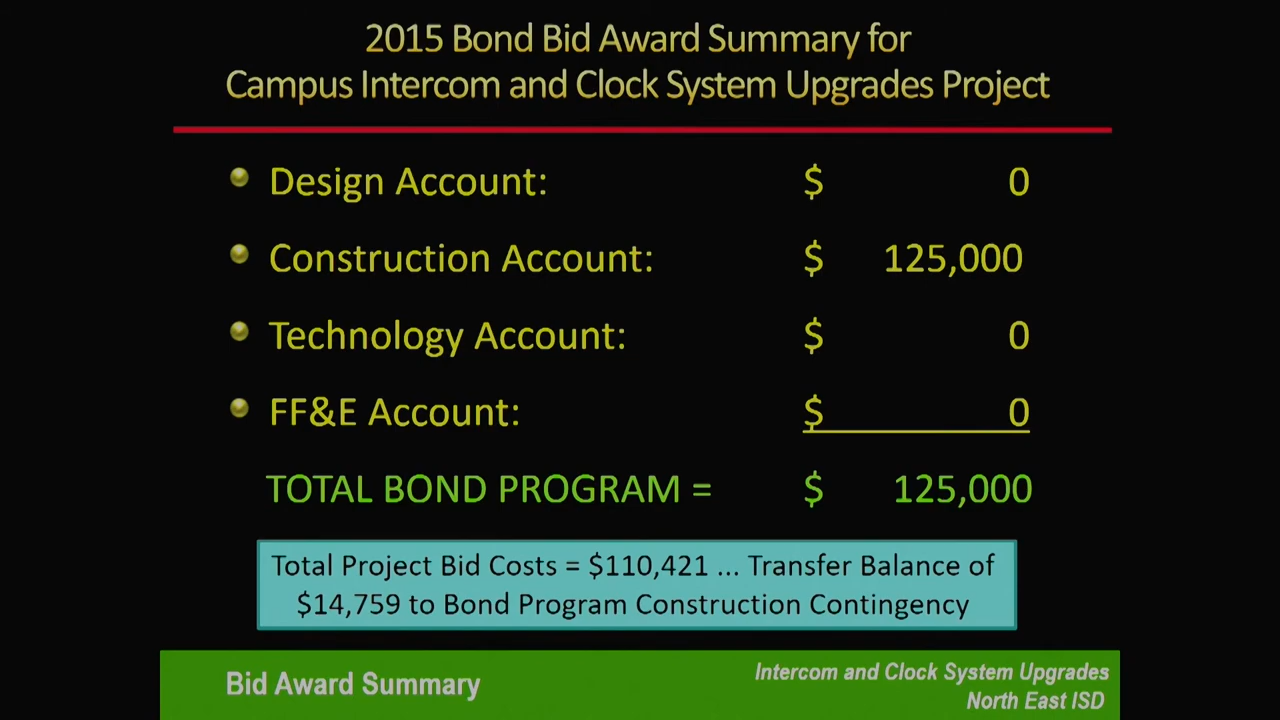 2015 Bond Bid Award Summary for
Campus Intercom and Clock System Upgrades Project
Design Account: $ 0
Construction Account: $ 125,000
Technology Account: $ 0
FF&E Account: $ 0
TOTAL BOND PROGRAM = $ 125,000
Total Project Bid Costs = $110,421 ... Transfer Balance of
$14,759 to Bond Program Construction Contingency
Bid Award Summary
Intercom and Clock System Upgrades
North East ISD